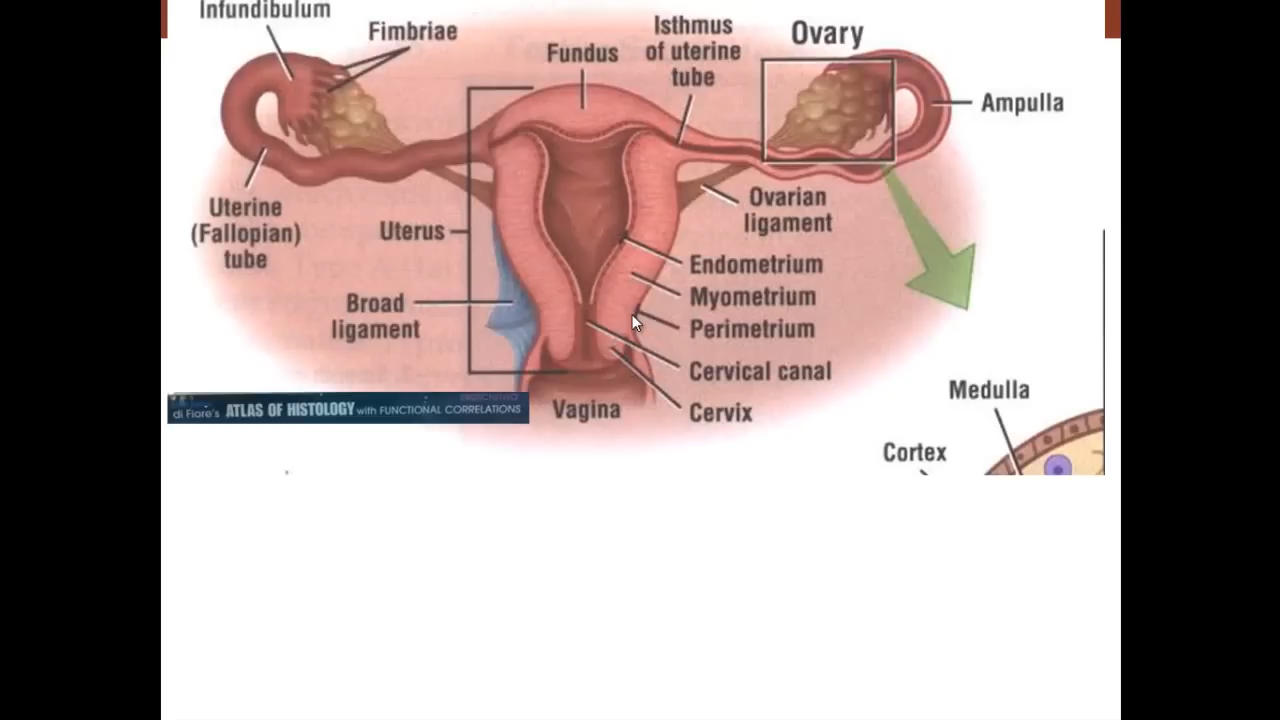 Infundibulum
Fimbriae
Fundus
Isthmus
of uterine
tube
Ovary
Ampulla
Uterine
(Fallopian)
tube
Uterus
Broad
ligament
Ovarian
ligament
Endometrium
Myometrium
Perimetrium
Cervical canal
Cervix
Vagina
di Fiore's ATLAS OF HISTOLOGY with FUNCTIONAL CORRELATIONS
Medulla
Cortex